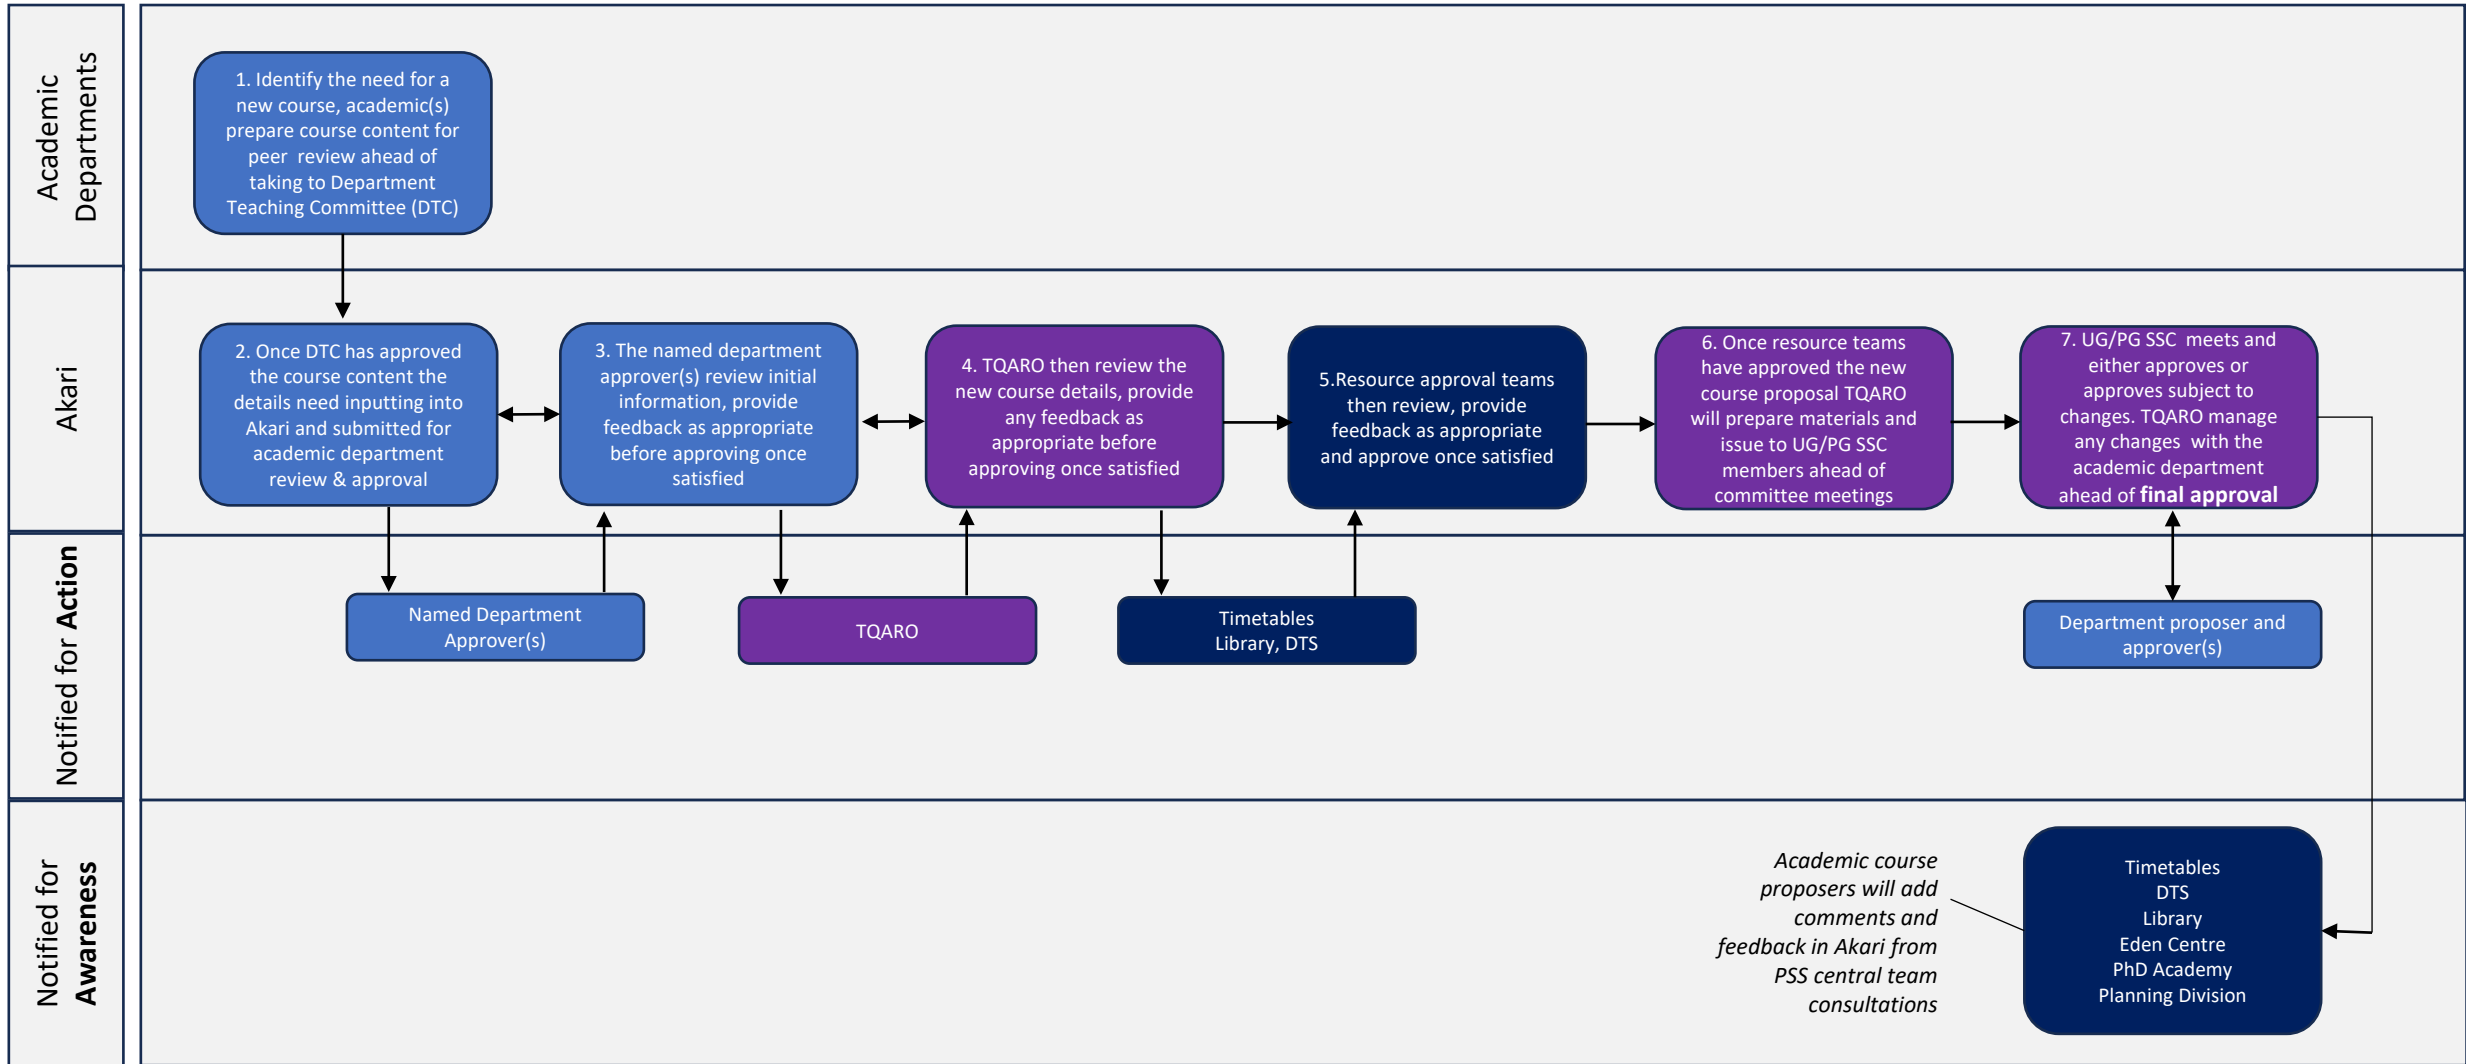 Academic
Departments
1. Identify the need for a
new course, academic(s)
prepare course content for
peer review ahead of
taking to Department
Teaching Committee (DTC)
Akari
2. Once DTC has approved
the course content the
details need inputting into
Akari and submitted for
academic department
review & approval
3. The named department
approver(s) review initial
information, provide
feedback as appropriate
before approving once
satisfied
4. TQARO then review the
new course details, provide
any feedback as
appropriate before
approving once satisfied
5.Resource approval teams
then review, provide
feedback as appropriate
and approve once satisfied
6. Once resource teams
have approved the new
course proposal TQARO
will prepare materials and
issue to UG/PG SSC
members ahead of
committee meetings
7. UG/PG SSC meets and
either approves or
approves subject to
changes. TQARO manage
any changes with the
academic department
ahead of final approval
Notified for Action
Named Department
Approver(s)
TQARO
Timetables
Library, DTS
Department proposer and
approver(s)
Notified for
Awareness
Academic course
proposers will add
comments and
feedback in Akari from
PSS central team
consultations
Timetables
DTS
Library
Eden Centre
PhD Academy
Planning Division